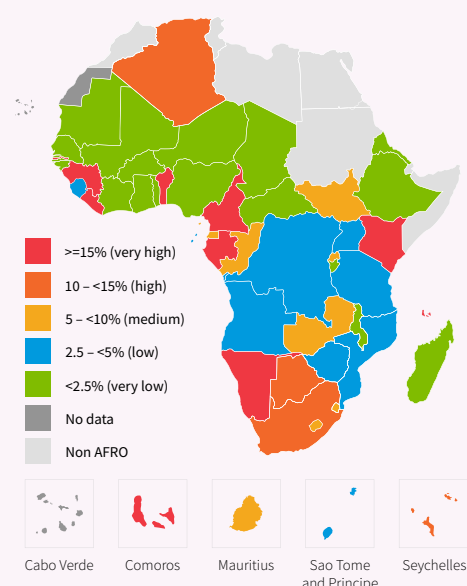 >=15% (very high)
10 – <15% (high)
5 – <10% (medium)
2.5 – <5% (low)
<2.5% (very low)
No data
Non AFRO
Cabo Verde
Comoros
Mauritius
Sao Tome
and Principe
Seychelles